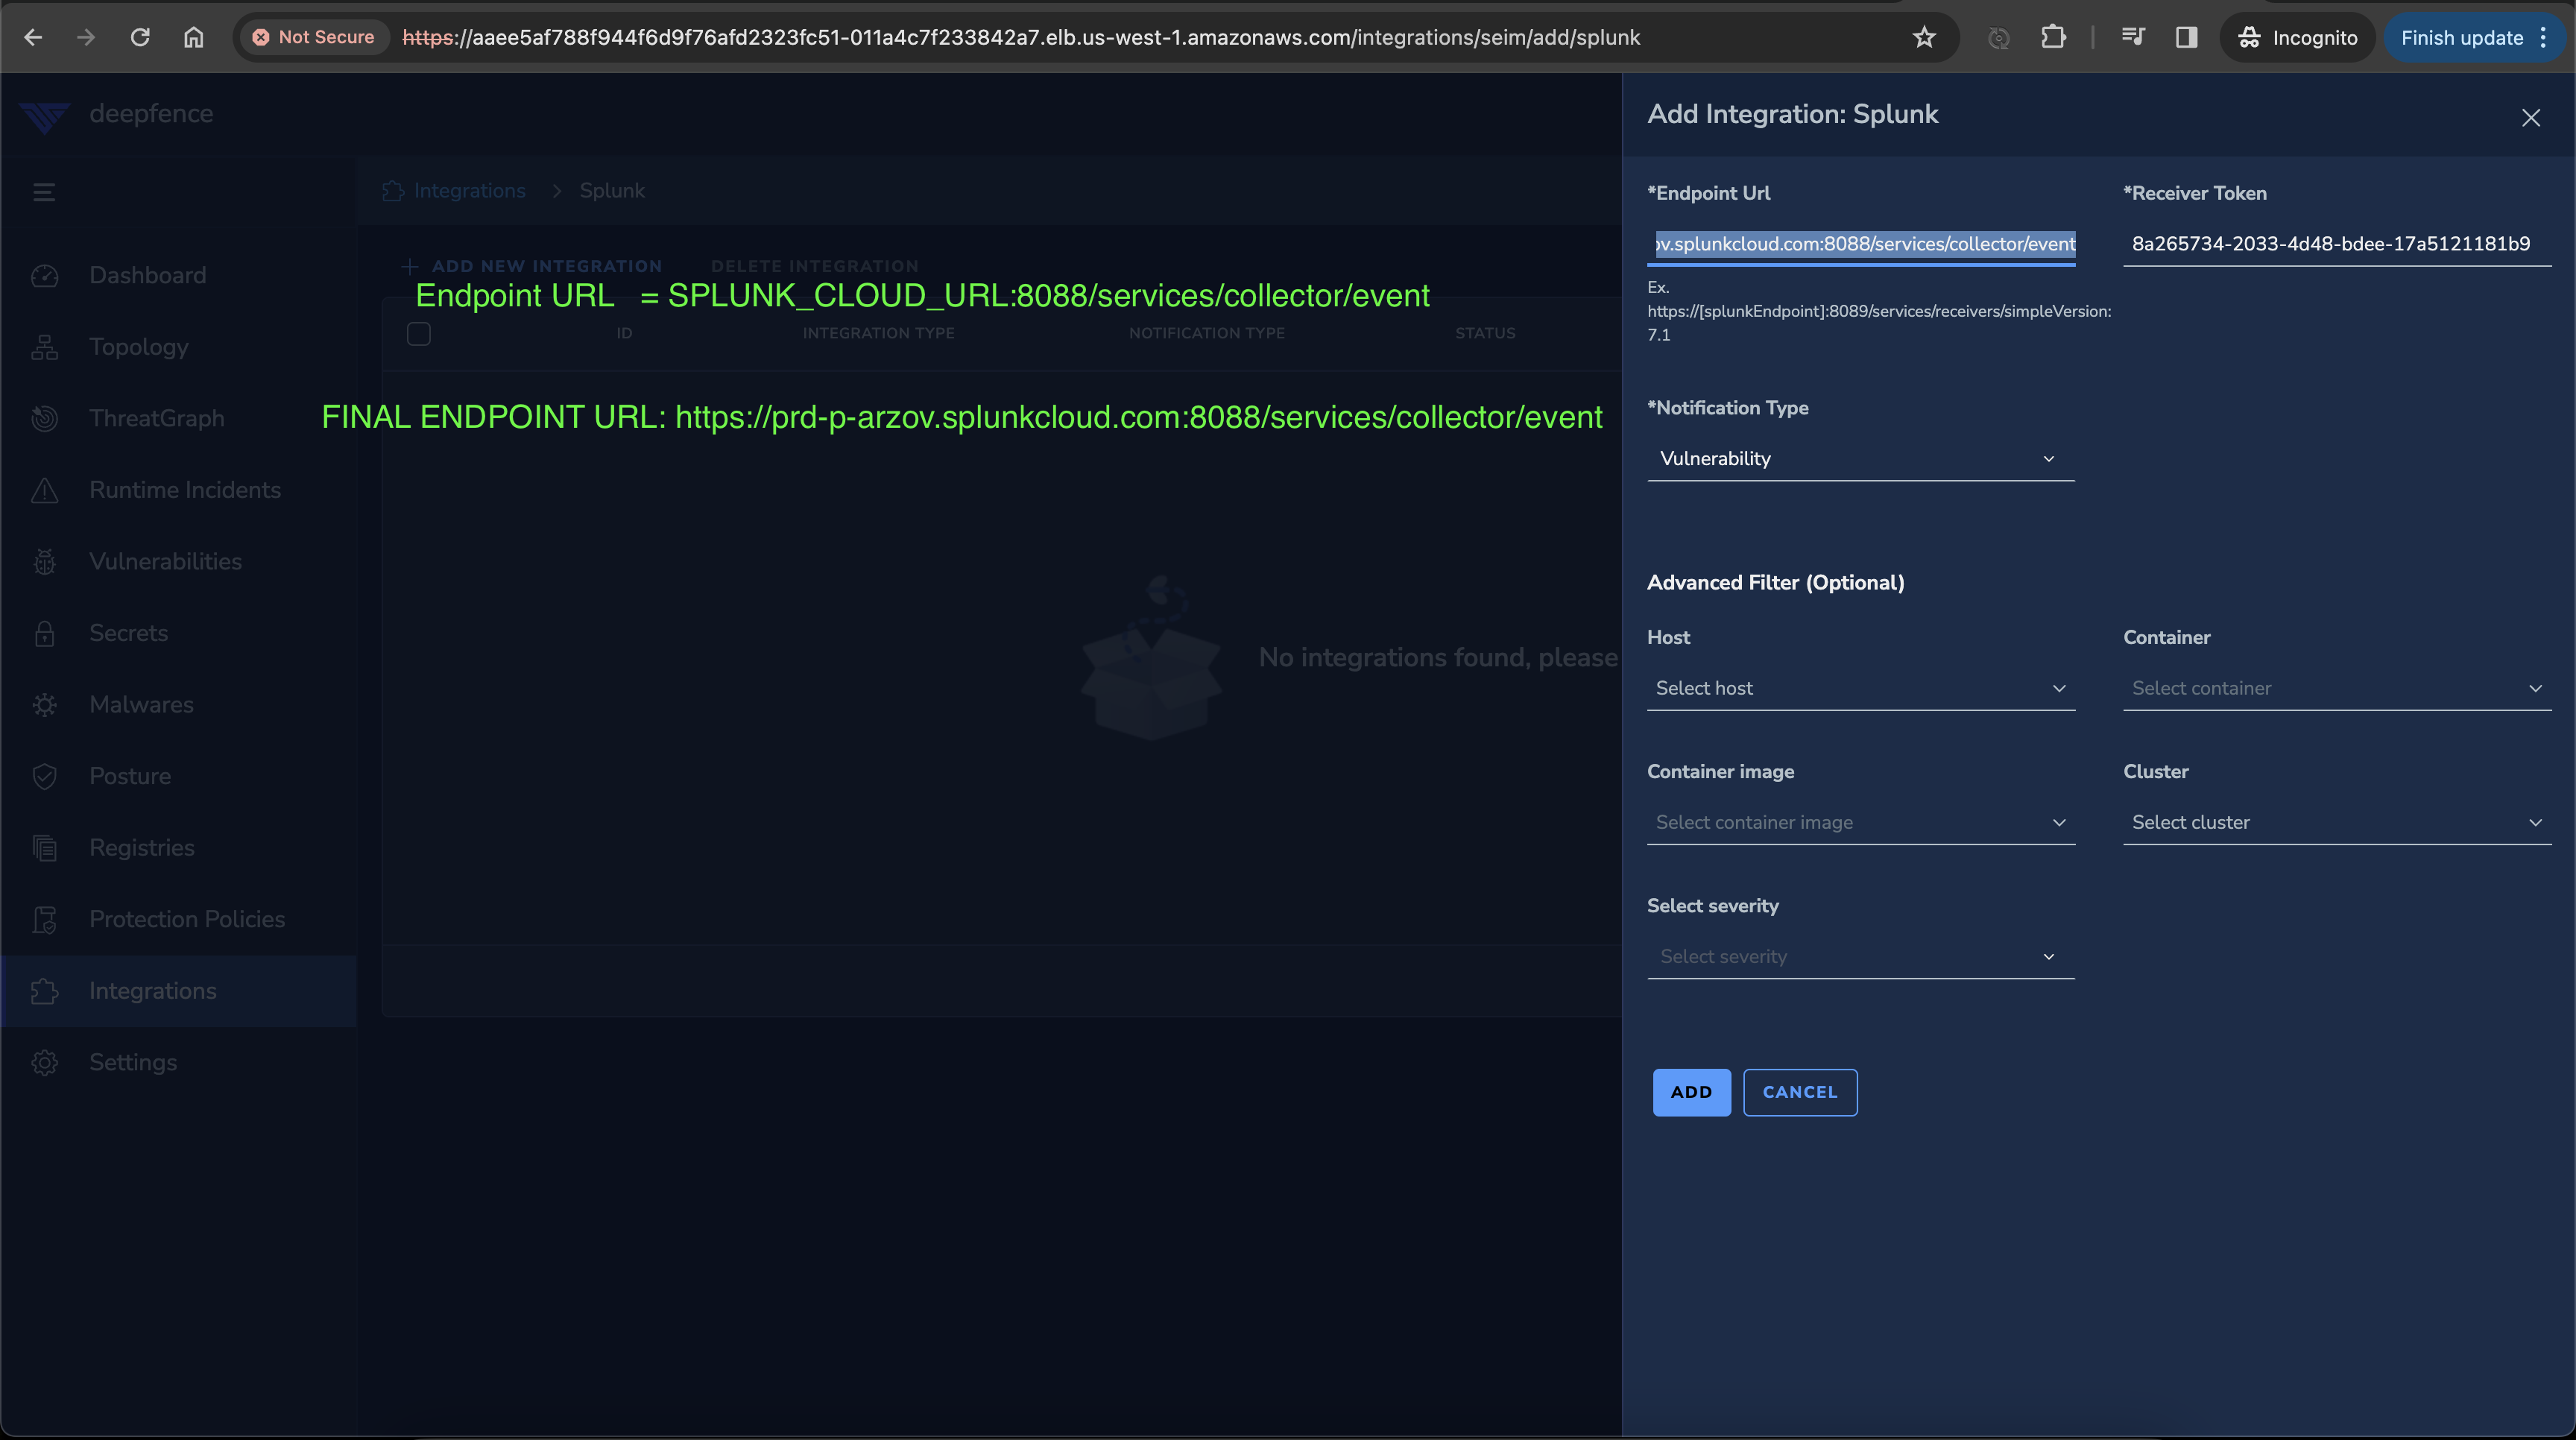 Not Secure https://aaee5af788f944f6d9f76afd2323fc51-011a4c7f233842a7.elb.us-west-1.amazonaws.com/integrations/seim/add/splunk Incognito Finish update
deepfence
Dashboard
Topology
ThreatGraph
Runtime Incidents
Vulnerabilities
Secrets
Malwares
Posture
Registries
Protection Policies
Integrations
Settings
Integrations > Splunk
+ ADD NEW INTEGRATION DELETE INTEGRATION
Endpoint URL = SPLUNK_CLOUD_URL:8088/services/collector/event
ID INTEGRATION TYPE NOTIFICATION TYPE STATUS
FINAL ENDPOINT URL: https://prd-p-arzov.splunkcloud.com:8088/services/collector/event
No integrations found, please
Add Integration: Splunk
*Endpoint Url *Receiver Token
ov.splunkcloud.com:8088/services/collector/event 8a265734-2033-4d48-bdee-17a5121181b9
Ex.
https://[splunkEndpoint]:8089/services/receivers/simpleVersion:
7.1
*Notification Type
Vulnerability
Advanced Filter (Optional)
Host Container
Select host Select container
Container image Cluster
Select container image Select cluster
Select severity
Select severity
ADD CANCEL